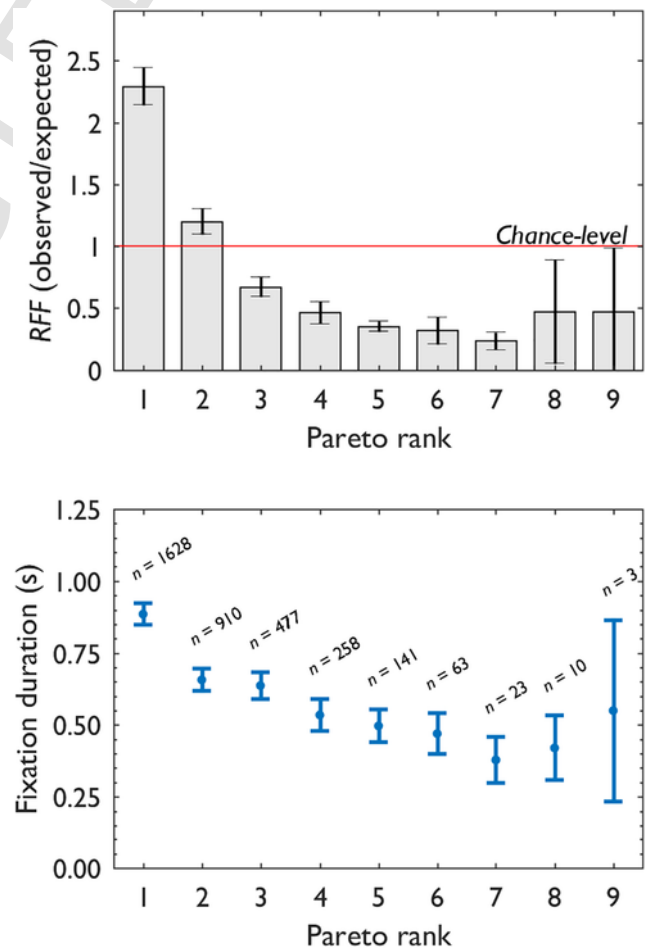 RFF (observed/expected)
2.5
2
1.5
1
0.5
0
Chance-level
1 2 3 4 5 6 7 8 9
Pareto rank
Fixation duration (s)
1.25
1.00
0.75
0.50
0.25
0.00
n = 1628
n = 910
n = 477
n = 258
n = 141
n = 63
n = 23
n = 10
n = 3
1 2 3 4 5 6 7 8 9
Pareto rank